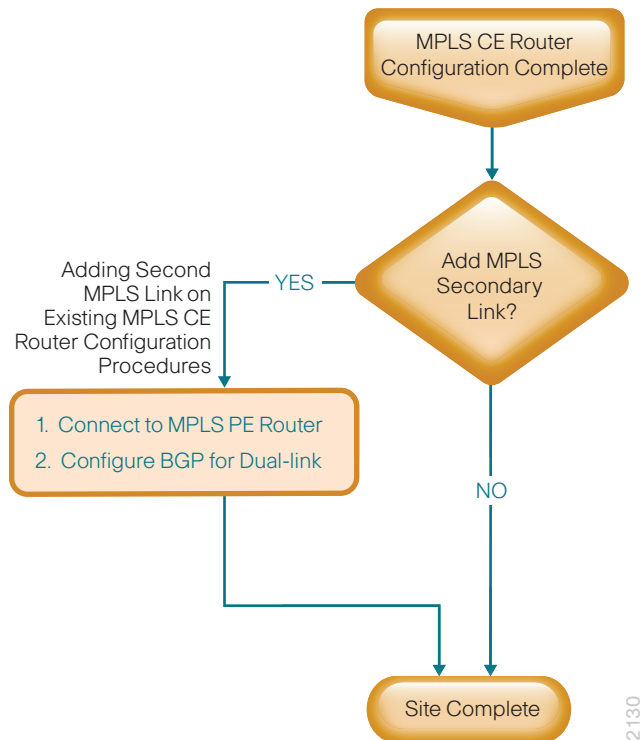 MPLS CE Router
Configuration Complete
Add MPLS
Secondary
Link?
YES
Adding Second
MPLS Link on
Existing MPLS CE
Router Configuration
Procedures
1. Connect to MPLS PE Router
2. Configure BGP for Dual-link
NO
Site Complete
2130